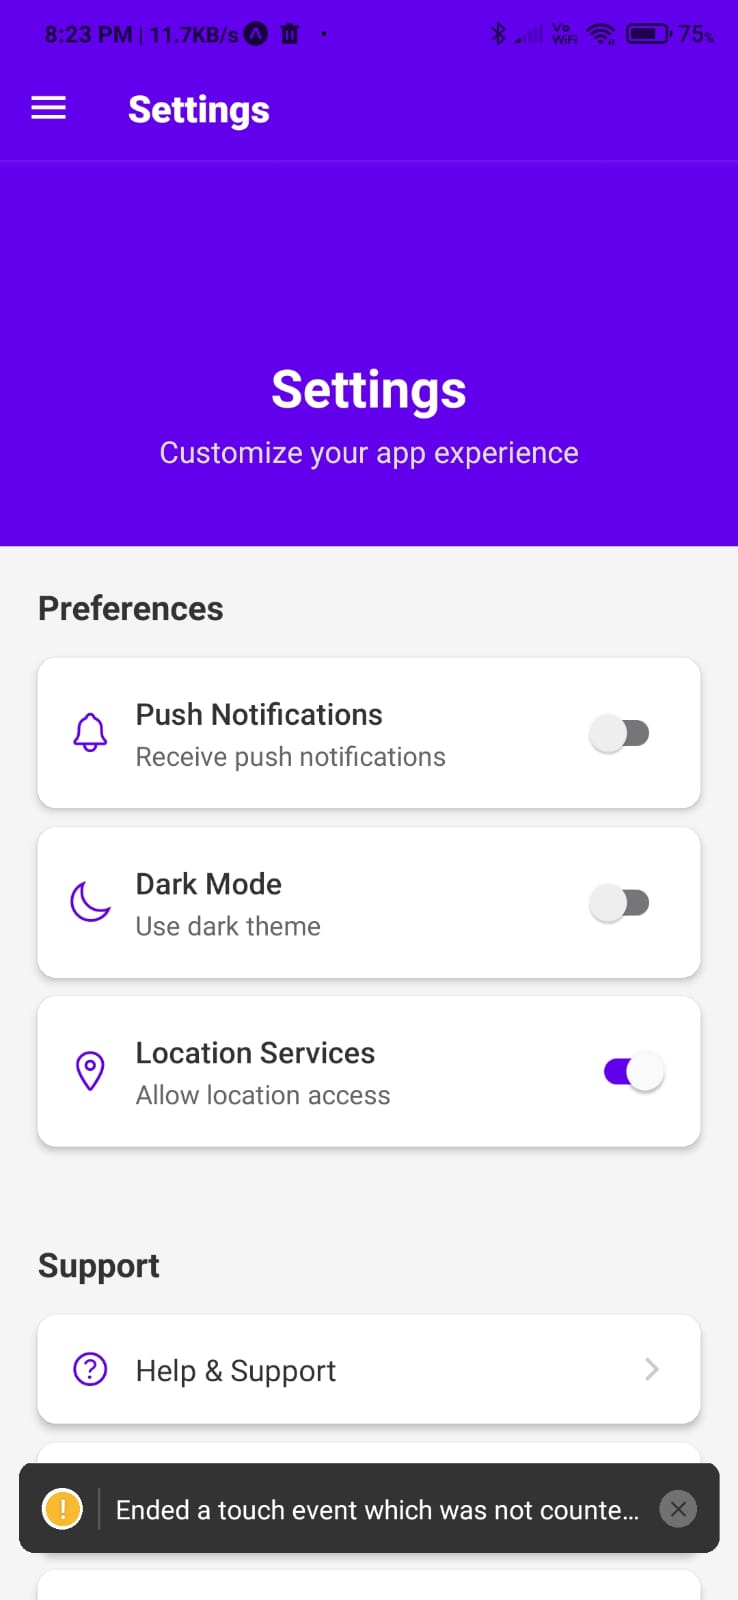 8:23 PM | 11.7KB/s
Vo
WiFi
75%
Settings
Settings
Customize your app experience
Preferences
Push Notifications
Receive push notifications
Dark Mode
Use dark theme
Location Services
Allow location access
Support
Help & Support
Ended a touch event which was not counte...